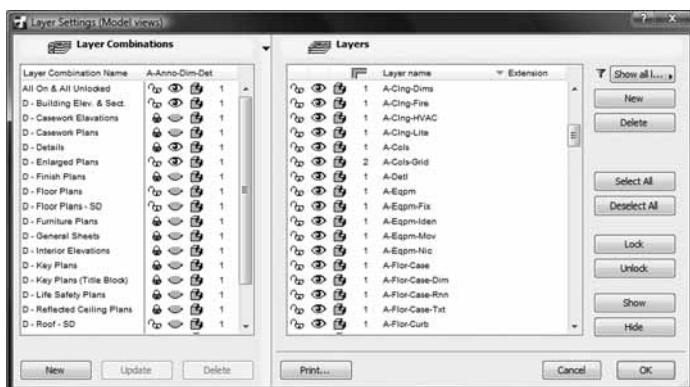 Layer Settings (Model views)
Layer Combinations
Layers
Layer Combination Name A-Anno-Dim-Det
All On & All Unlocked 1
D - Building Elev. & Sect. 1
D - Casework Elavations 1
D - Casework Plans 1
D - Details 1
D - Enlarged Plans 1
D - Finish Plans 1
D - Floor Plans 1
D - Floor Plans - SD 1
D - Furniture Plans 1
D - General Sheets 1
D - Interior Elevations 1
D - Key Plans 1
D - Key Plans (Title Block) 1
D - Life Safety Plans 1
D - Reflected Ceiling Plans 1
D - Roof - SD 1
New Update Delete
Layer name Extension
1 A-Clng-Dims
1 A-Clng-Fire
1 A-Clng-HVAC
1 A-Clng-Lite
1 A-Cols
2 A-Cols-Grid
1 A-Detl
1 A-Eqpm
1 A-Eqpm-Fix
1 A-Eqpm-Iden
1 A-Eqpm-Mov
1 A-Eqpm-Nic
1 A-Flor-Case
1 A-Flor-Case-Dim
1 A-Flor-Case-Rnn
1 A-Flor-Case-Txt
1 A-Flor-Curb
Show all l...
New
Delete
Select All
Deselect All
Lock
Unlock
Show
Hide
Print...
Cancel OK